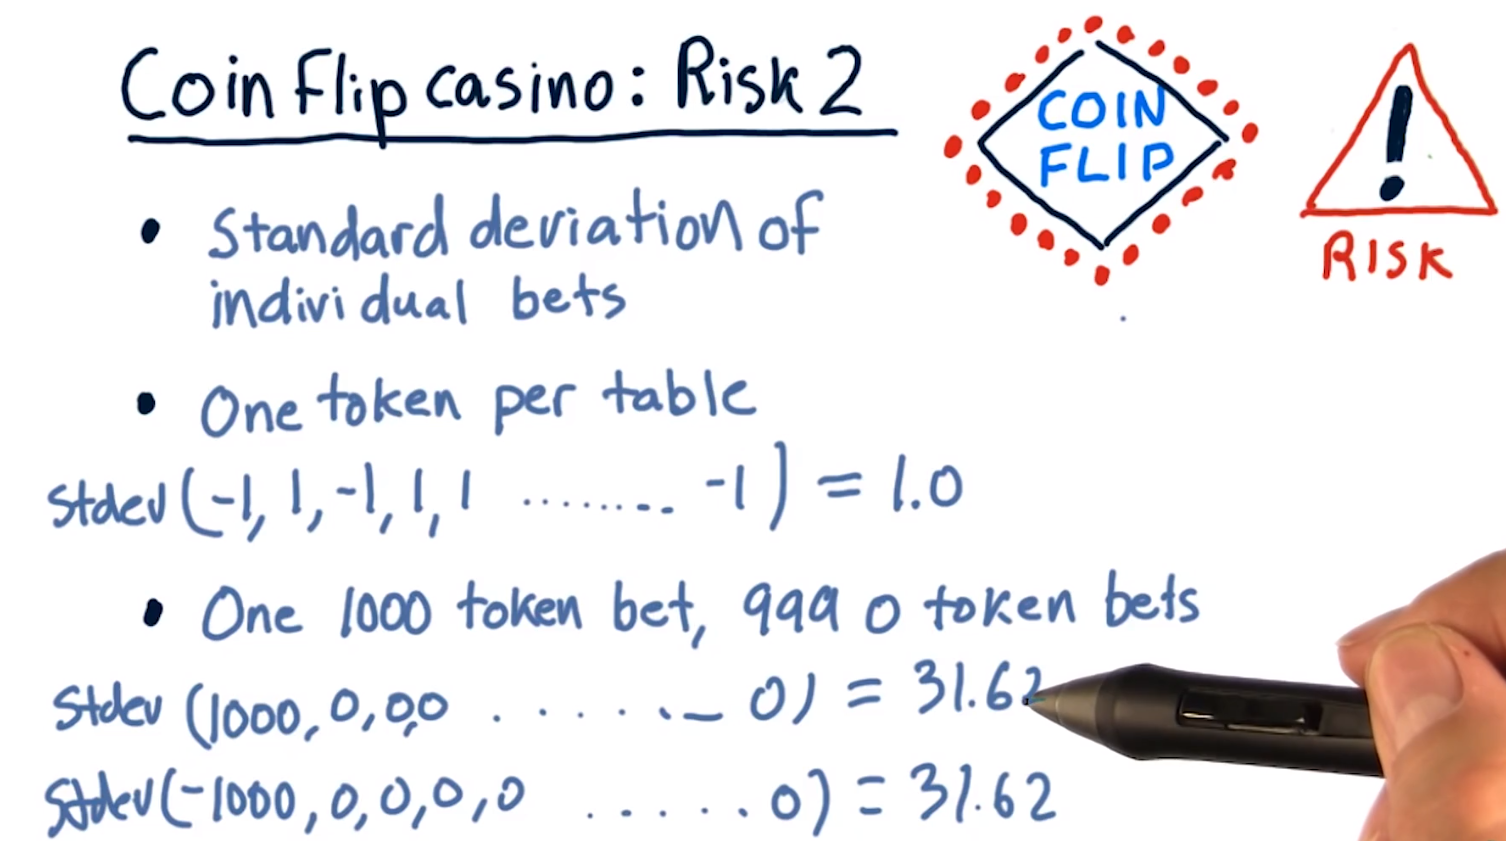 Coin Flip casino: Risk 2
COIN
FLIP
!
RISK
• Standard deviation of
individual bets
• One token per table
Stdev (-1, 1, -1, 1, 1 ........ -1) = 1.0
• One 1000 token bet, 999 0 token bets
Stdev (1000, 0, 0,0 ....... 0) = 31.62
Stdev (-1000, 0, 0, 0, 0 ..... 0) = 31.62